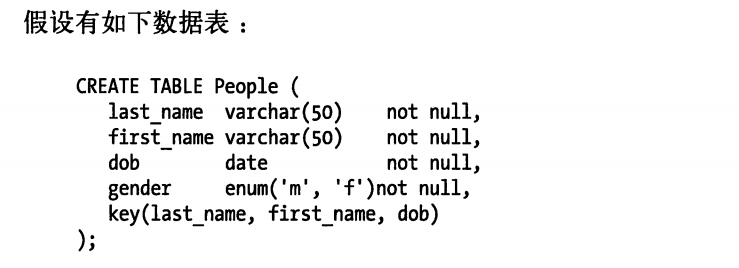 假设有如下数据表：
CREATE TABLE People (
last_name varchar(50) not null,
first_name varchar(50) not null,
dob date not null,
gender enum('m', 'f')not null,
key(last_name, first_name, dob)
);